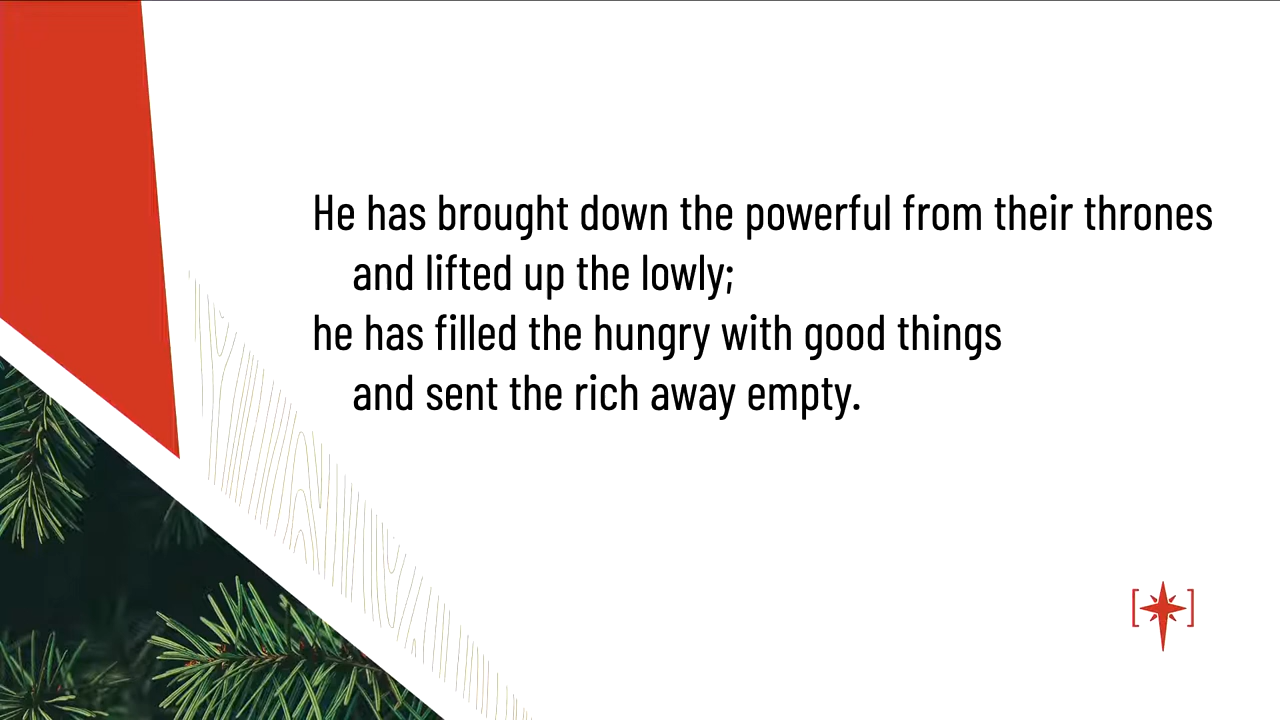 He has brought down the powerful from their thrones
and lifted up the lowly;
he has filled the hungry with good things
and sent the rich away empty.